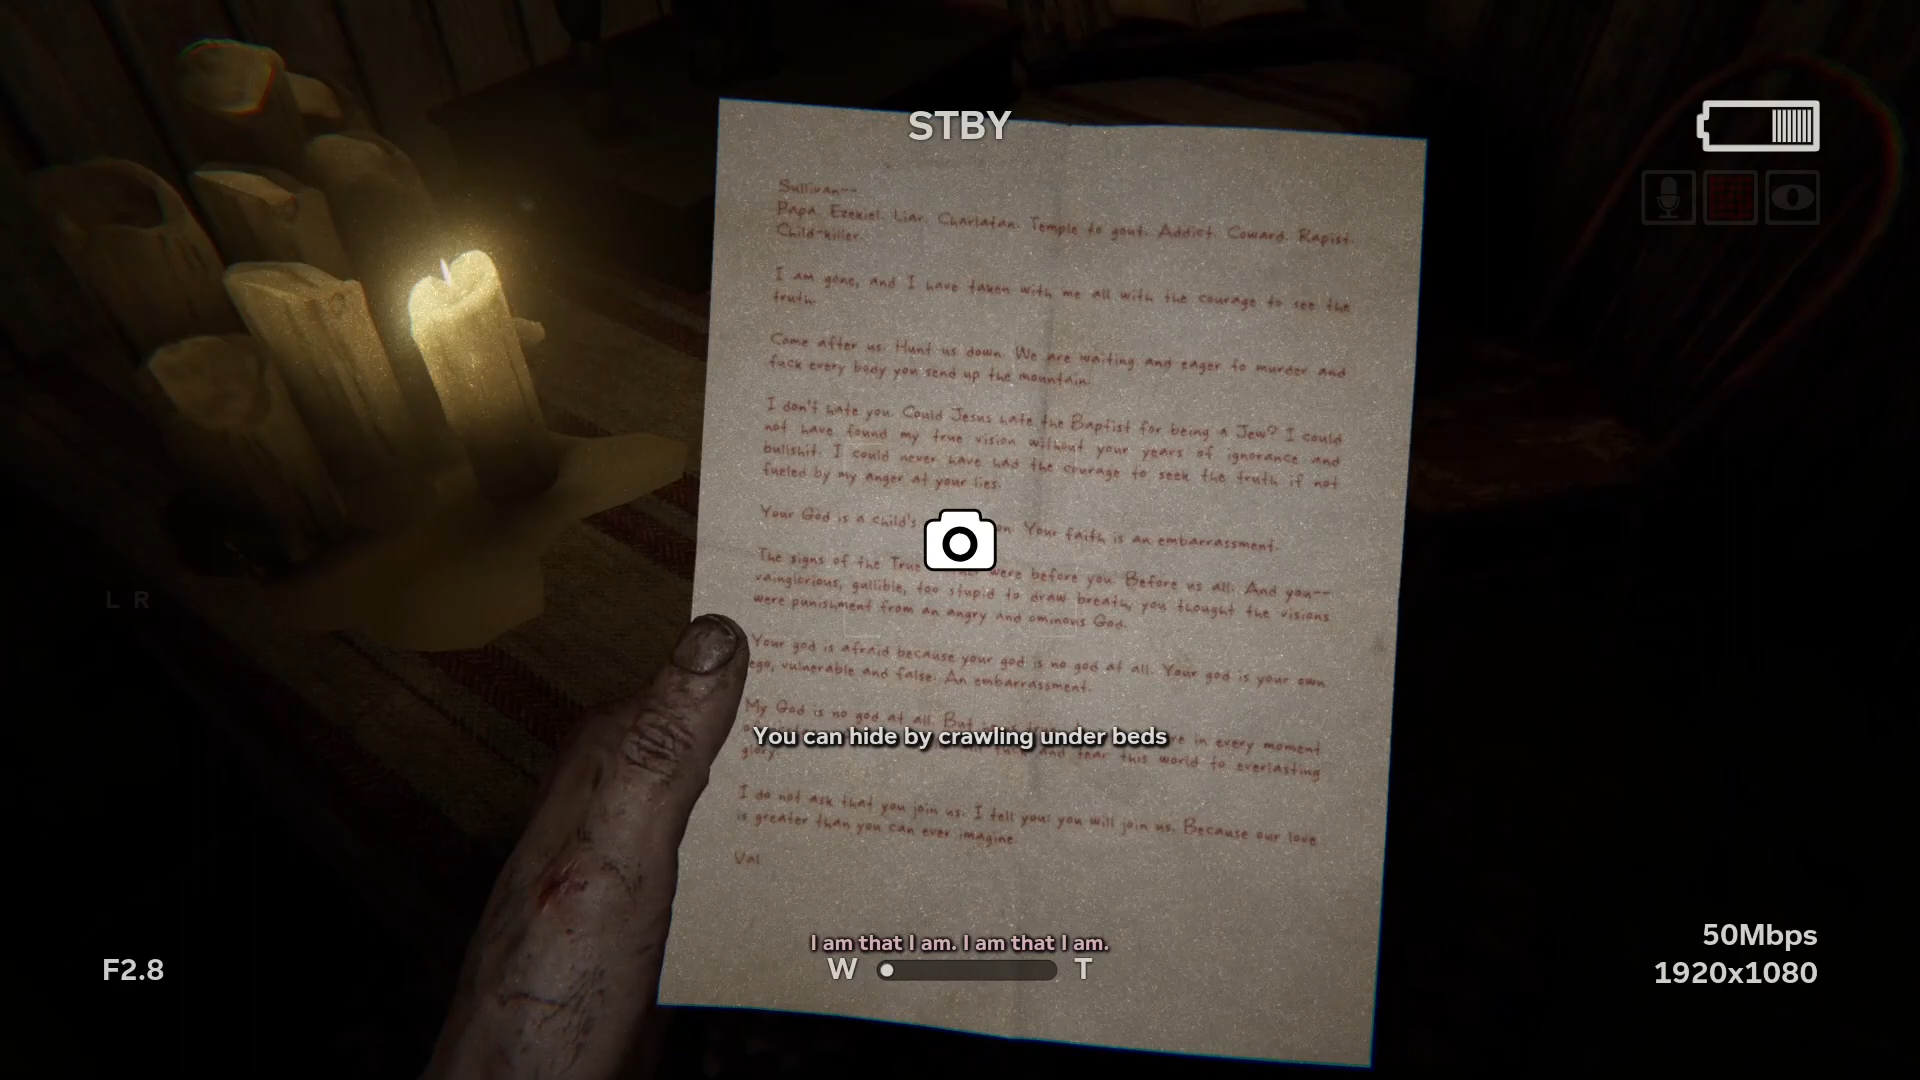 STBY
Sullivan--
Papa. Ezekiel. Liar. Charlatan. Temple to gout. Addict. Coward. Rapist.
Child-killer.
I am gone, and I have taken with me all with the courage to see the
truth.
Come after us. Hunt us down. We are waiting and eager to murder and
fuck every body you send up the mountain.
I don't hate you. Could Jesus hate the Baptist for being a Jew? I could
not have found my true vision without your years of ignorance and
bullshit. I could never have had the courage to seek the truth if not
fueled by my anger at your lies.
Your God is a child's Your faith is an embarrassment.
The signs of the True were before you. Before us all. And you--
vainglorious, gullible, too stupid to draw breath, you thought the visions
were punishment from an angry and ominous God.
L R
Your god is afraid because your god is no god at all. Your god is your own
ego, vulnerable and false. An embarrassment.
My God is no god at all. But in every moment
You can hide by crawling under beds
and tear this world to everlasting
glory.
I do not ask that you join us. I tell you: you will join us. Because our love
is greater than you can ever imagine.
Val
I am that I am. I am that I am.
W T
F2.8
50Mbps
1920x1080